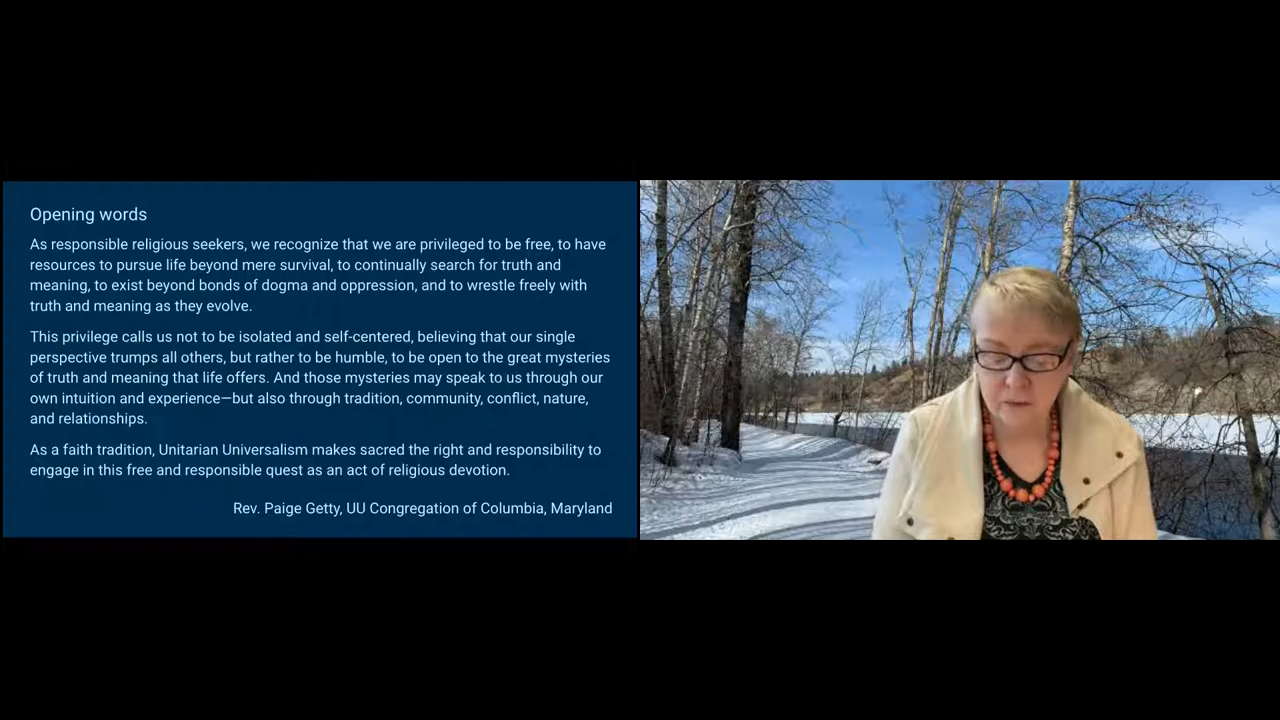 Opening words
As responsible religious seekers, we recognize that we are privileged to be free, to have
resources to pursue life beyond mere survival, to continually search for truth and
meaning, to exist beyond bonds of dogma and oppression, and to wrestle freely with
truth and meaning as they evolve.
This privilege calls us not to be isolated and self-centered, believing that our single
perspective trumps all others, but rather to be humble, to be open to the great mysteries
of truth and meaning that life offers. And those mysteries may speak to us through our
own intuition and experience—but also through tradition, community, conflict, nature,
and relationships.
As a faith tradition, Unitarian Universalism makes sacred the right and responsibility to
engage in this free and responsible quest as an act of religious devotion.
Rev. Paige Getty, UU Congregation of Columbia, Maryland